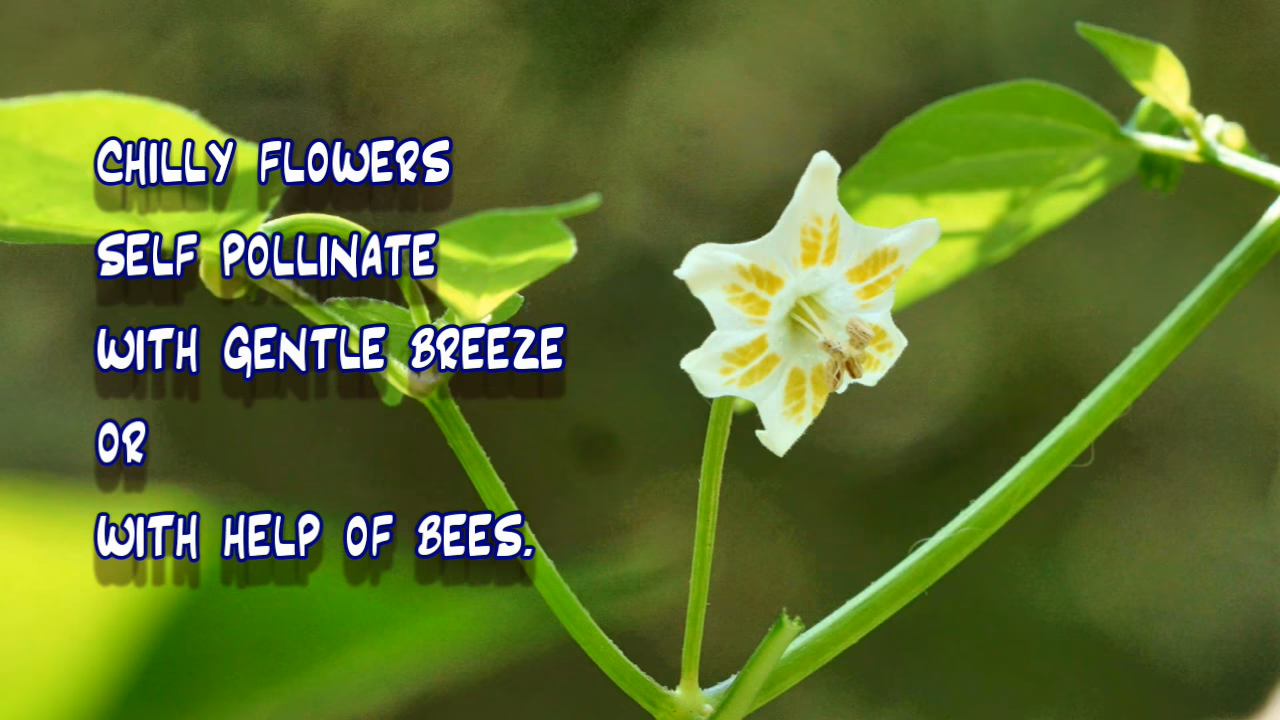 CHILLY FLOWERS
SELF POLLINATE
WITH GENTLE BREEZE
OR
WITH HELP OF BEES.